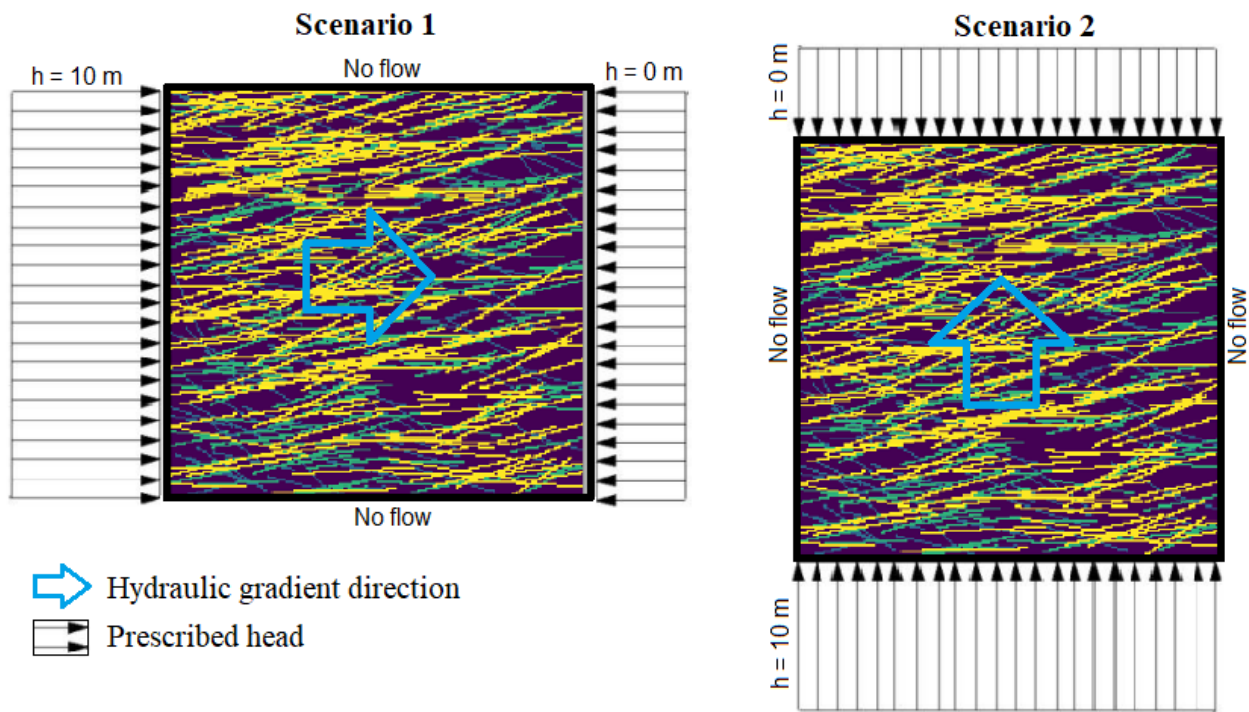 Scenario 1
h = 10 m
No flow
h = 0 m
No flow
Hydraulic gradient direction
Prescribed head
Scenario 2
h = 0 m
No flow
No flow
h = 10 m